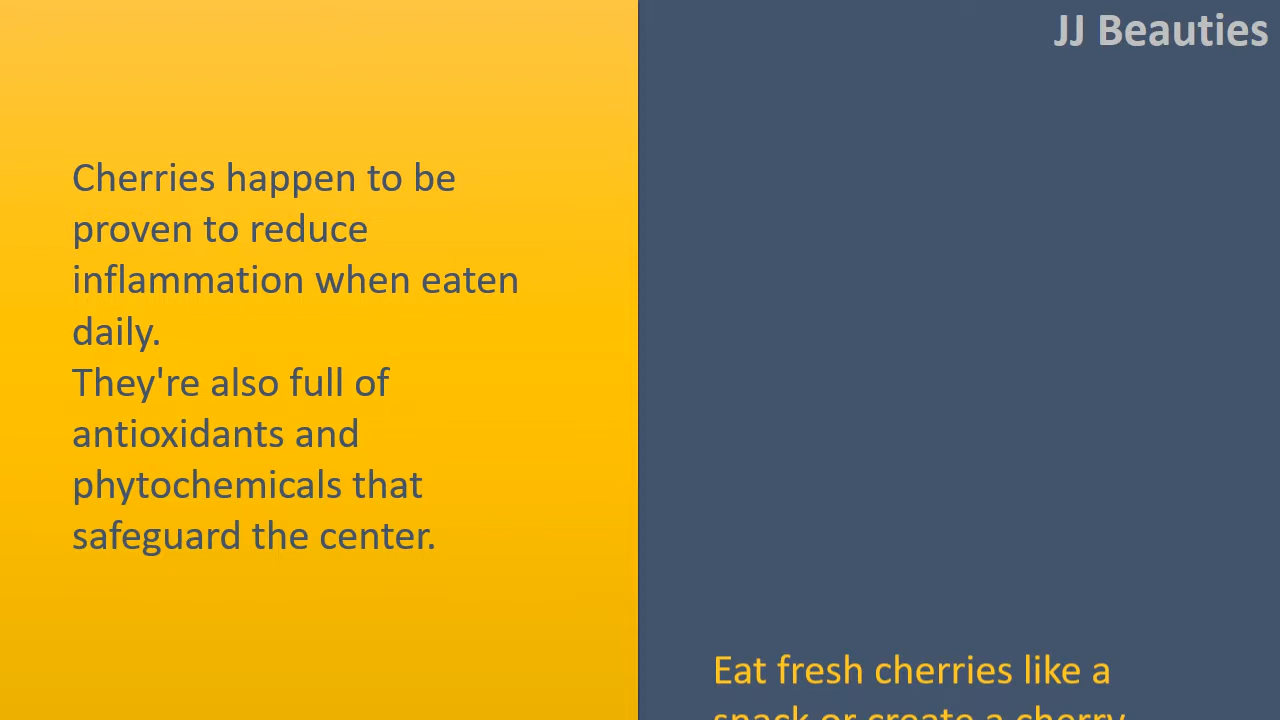 JJ Beauties
Cherries happen to be
proven to reduce
inflammation when eaten
daily.
They're also full of
antioxidants and
phytochemicals that
safeguard the center.
Eat fresh cherries like a
snack or create a cherry